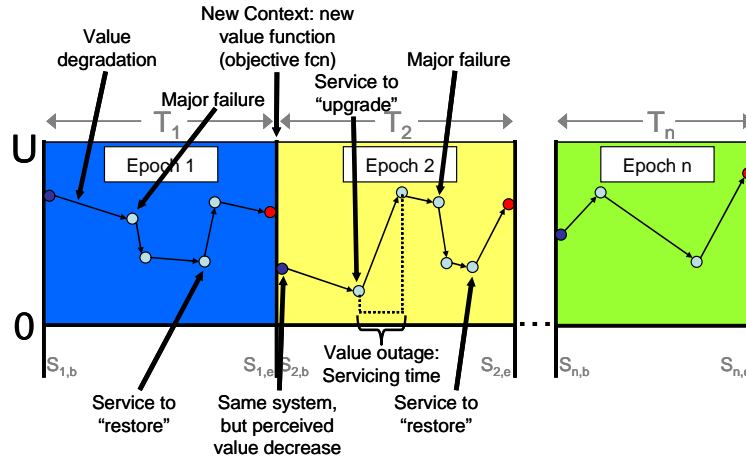 New Context: new
value function
(objective fcn)
Value
degradation
Major failure
Service to
“upgrade”
Major failure
T1
T2
Tn
U
Epoch 1
Epoch 2
Epoch n
0
S1,b
S1,e
S2,b
Value outage:
Servicing time
S2,e
Sn,b
Sn,e
Service to
“restore”
Same system,
but perceived
value decrease
Service to
“restore”